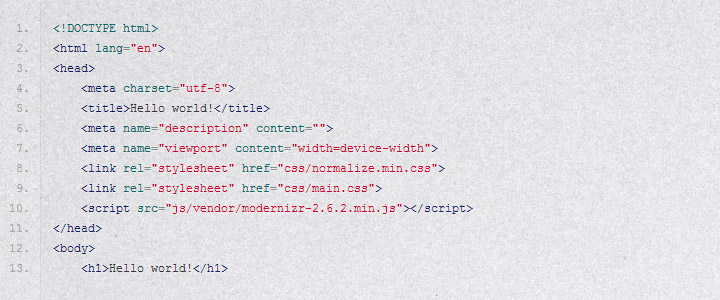 1. <!DOCTYPE html>
2. <html lang="en">
3. <head>
4. <meta charset="utf-8">
5. <title>Hello world!</title>
6. <meta name="description" content="">
7. <meta name="viewport" content="width=device-width">
8. <link rel="stylesheet" href="css/normalize.min.css">
9. <link rel="stylesheet" href="css/main.css">
10. <script src="js/vendor/modernizr-2.6.2.min.js"></script>
11. </head>
12. <body>
13. <h1>Hello world!</h1>